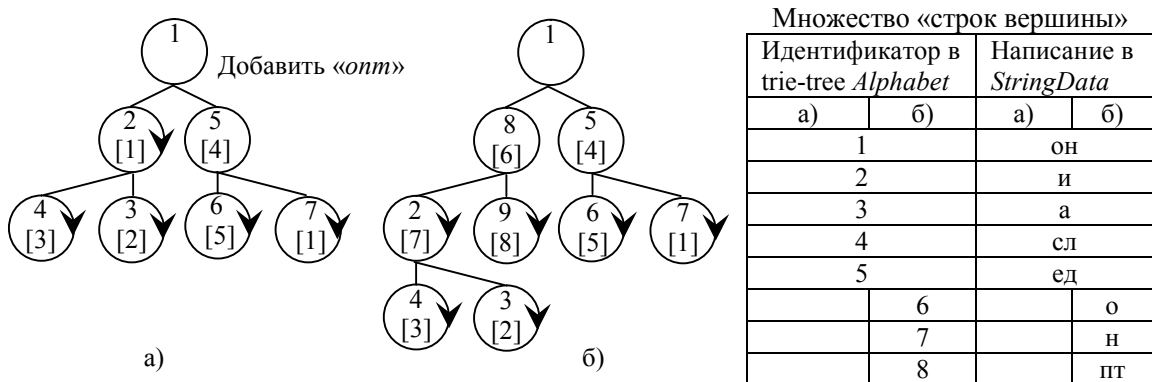 1
Добавить «опт»
2
[1]
5
[4]
4
[3]
3
[2]
6
[5]
7
[1]
а)
1
8
[6]
5
[4]
2
[7]
9
[8]
6
[5]
7
[1]
4
[3]
3
[2]
б)
Множество «строк вершины»
Идентификатор в Написание в
trie-tree Alphabet StringData
а) б) а) б)
1 он
2 и
3 а
4 сл
5 ед
6 о
7 н
8 пт